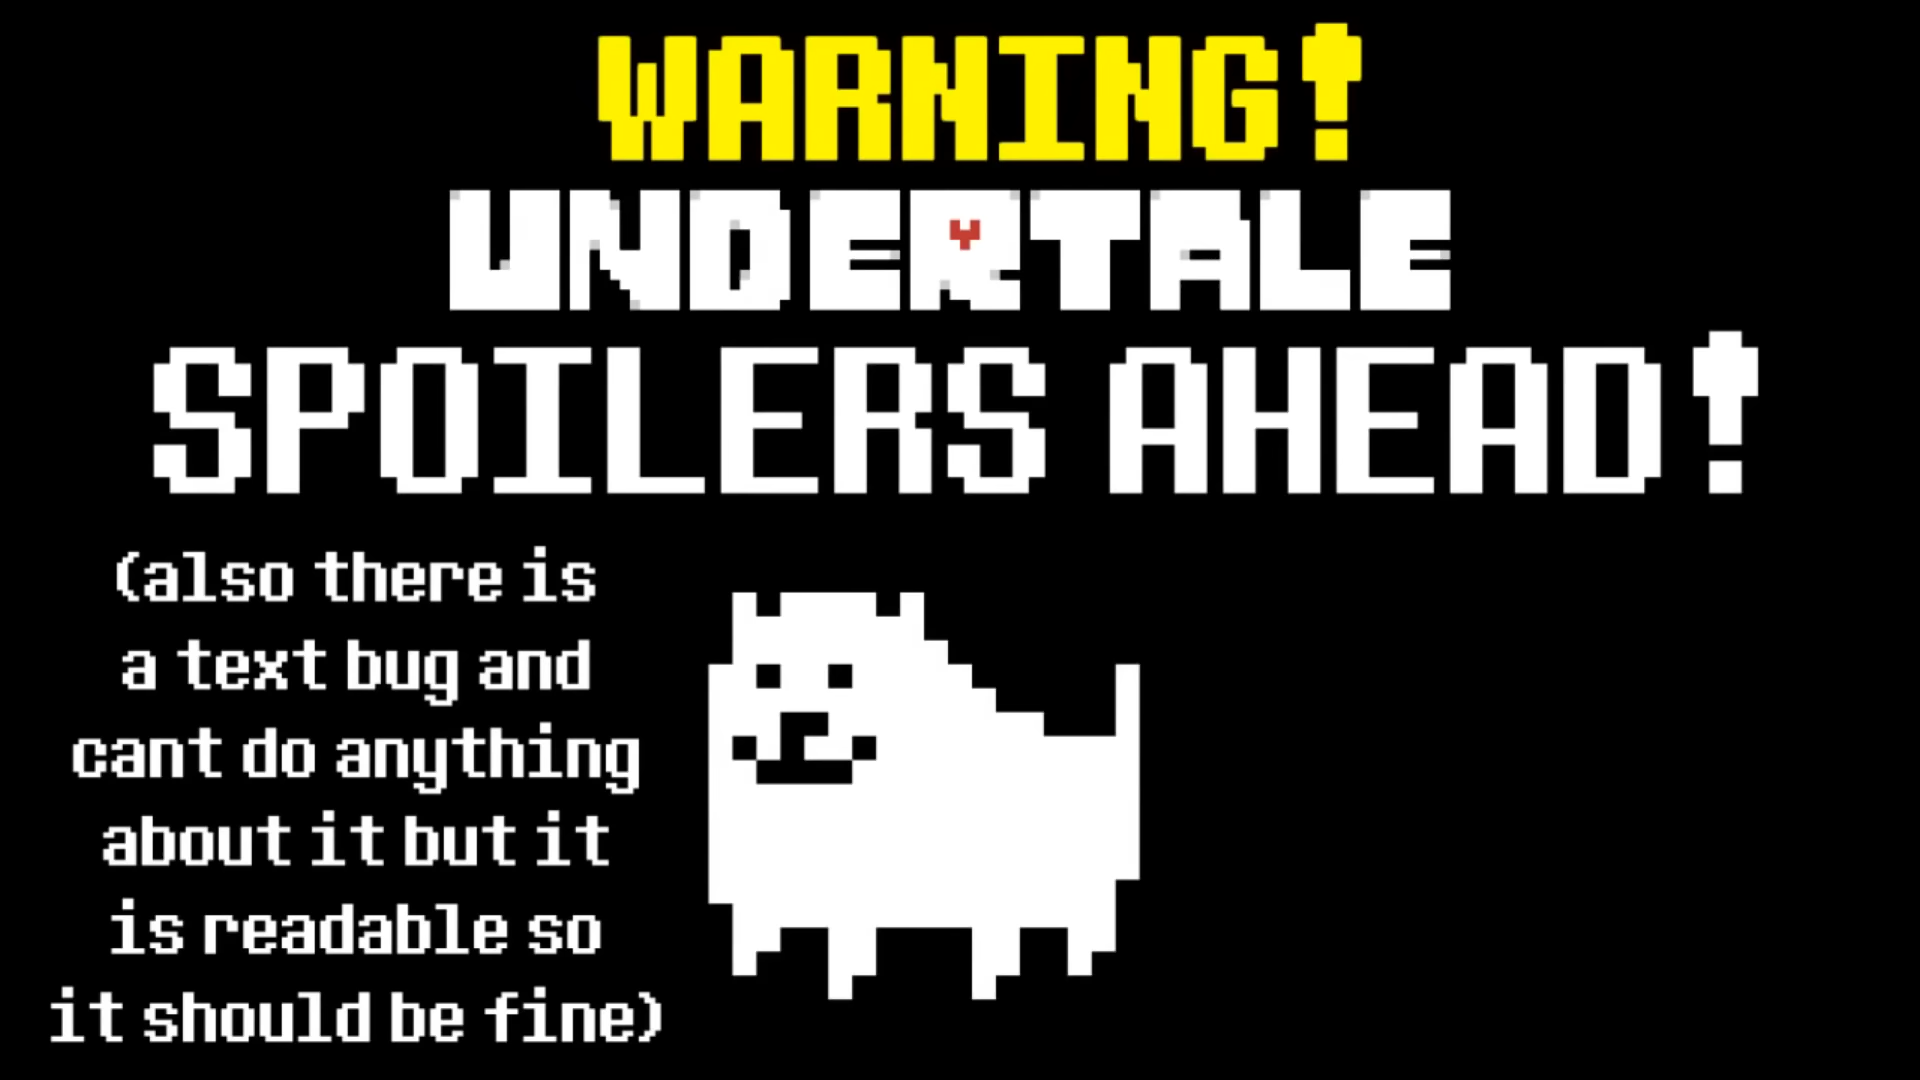 WARNING!
UNDERTALE
SPOILERS AHEAD!
(also there is
a text bug and
cant do anything
about it but it
is readable so
it should be fine)